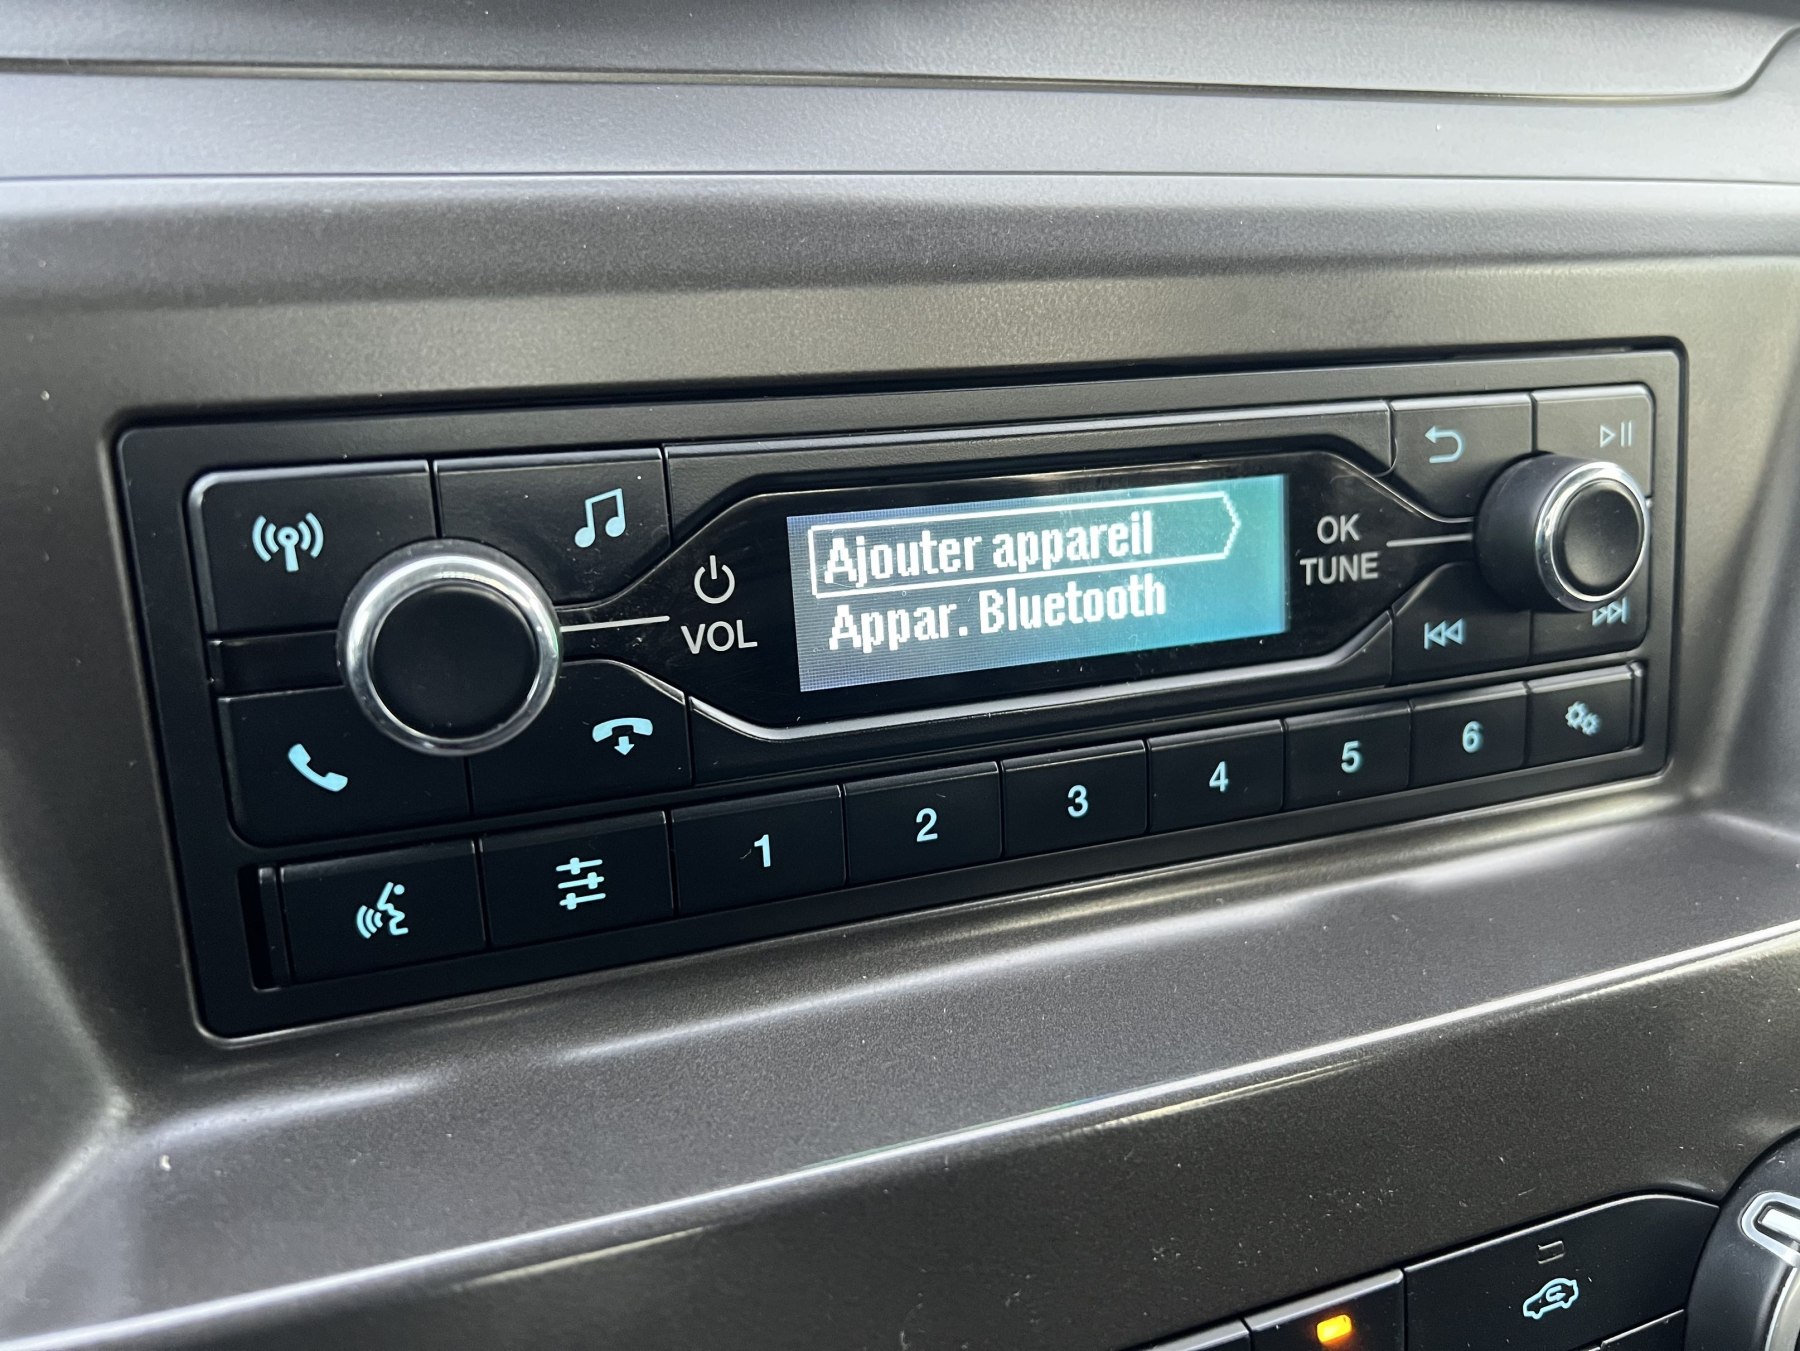 VOL
Ajouter appareil
Appar. Bluetooth
OK
TUNE
1 2 3 4 5 6